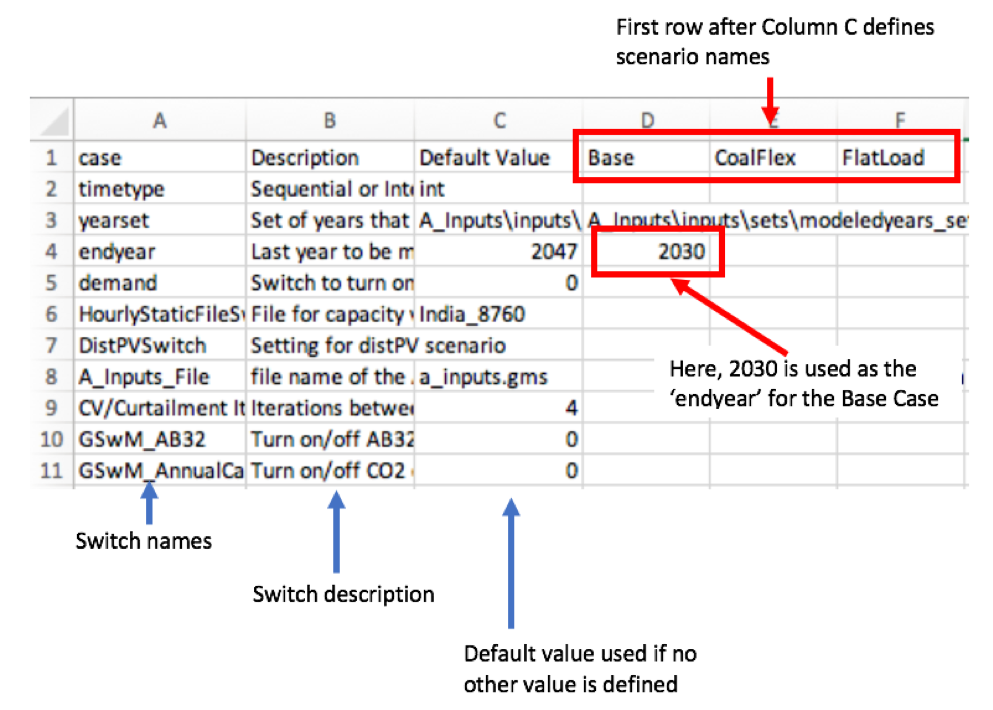 First row after Column C defines
scenario names
A B C D E F
1 case Description Default Value Base CoalFlex FlatLoad
2 timetype Sequential or Inte int
3 yearset Set of years that A_Inputs\inputs\ A_Inputs\inputs\sets\modeledyears_se
4 endyear Last year to be m 2047 2030
5 demand Switch to turn on 0
6 HourlyStaticFileSv File for capacity v India_8760
7 DistPVSwitch Setting for distPV scenario
8 A_Inputs_File file name of the . a_inputs.gms
9 CV/Curtailment It Iterations betwee 4
10 GSwM_AB32 Turn on/off AB32 0
11 GSwM_AnnualCa Turn on/off CO2 0
Here, 2030 is used as the
‘endyear’ for the Base Case
Switch names
Switch description
Default value used if no
other value is defined